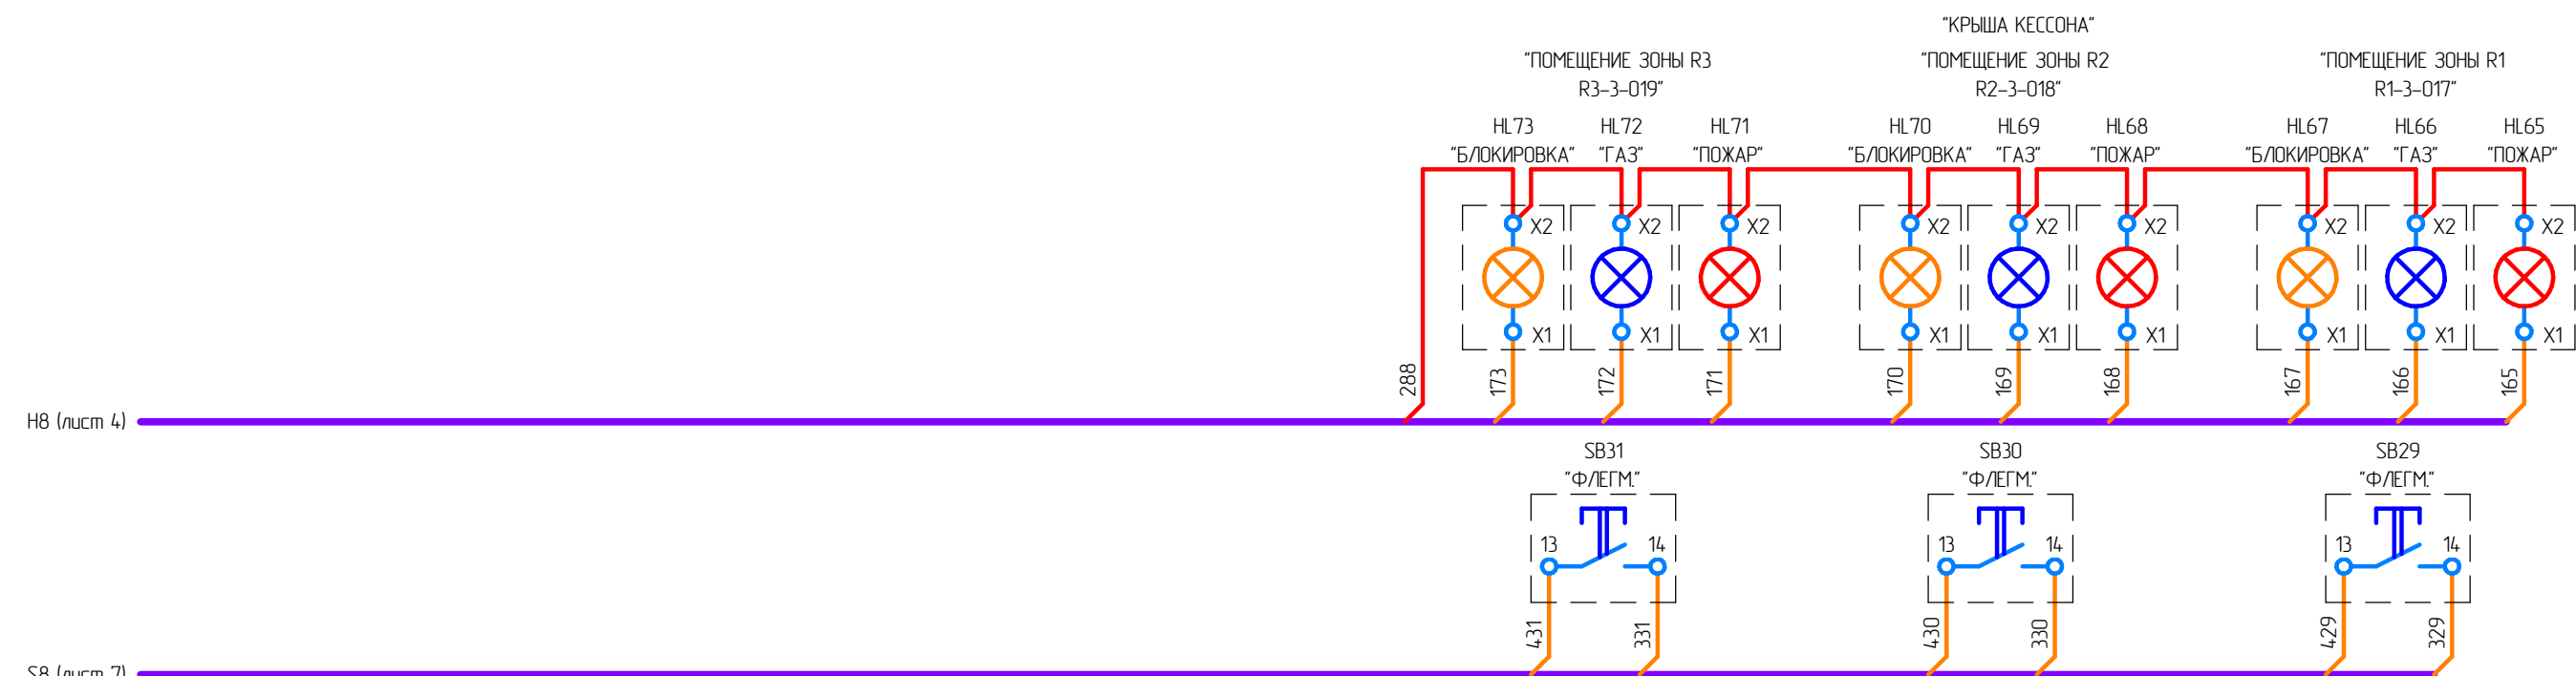 "КРЫША КЕССОНА"
"ПОМЕЩЕНИЕ ЗОНЫ R3
R3-3-019"
"ПОМЕЩЕНИЕ ЗОНЫ R2
R2-3-018"
"ПОМЕЩЕНИЕ ЗОНЫ R1
R1-3-017"
HL73 HL72 HL71 HL70 HL69 HL68 HL67 HL66 HL65
"БЛОКИРОВКА" "ГАЗ" "ПОЖАР" "БЛОКИРОВКА" "ГАЗ" "ПОЖАР" "БЛОКИРОВКА" "ГАЗ" "ПОЖАР"
X2 X2 X2 X2 X2 X2 X2 X2 X2
X1 X1 X1 X1 X1 X1 X1 X1 X1
288 173 172 171 170 169 168 167 166 165
Н8 (лист 4)
SB31 SB30 SB29
"ФЛЕГМ." "ФЛЕГМ." "ФЛЕГМ."
13 14 13 14 13 14
431 331 430 330 429 329
S8 (лист 7)